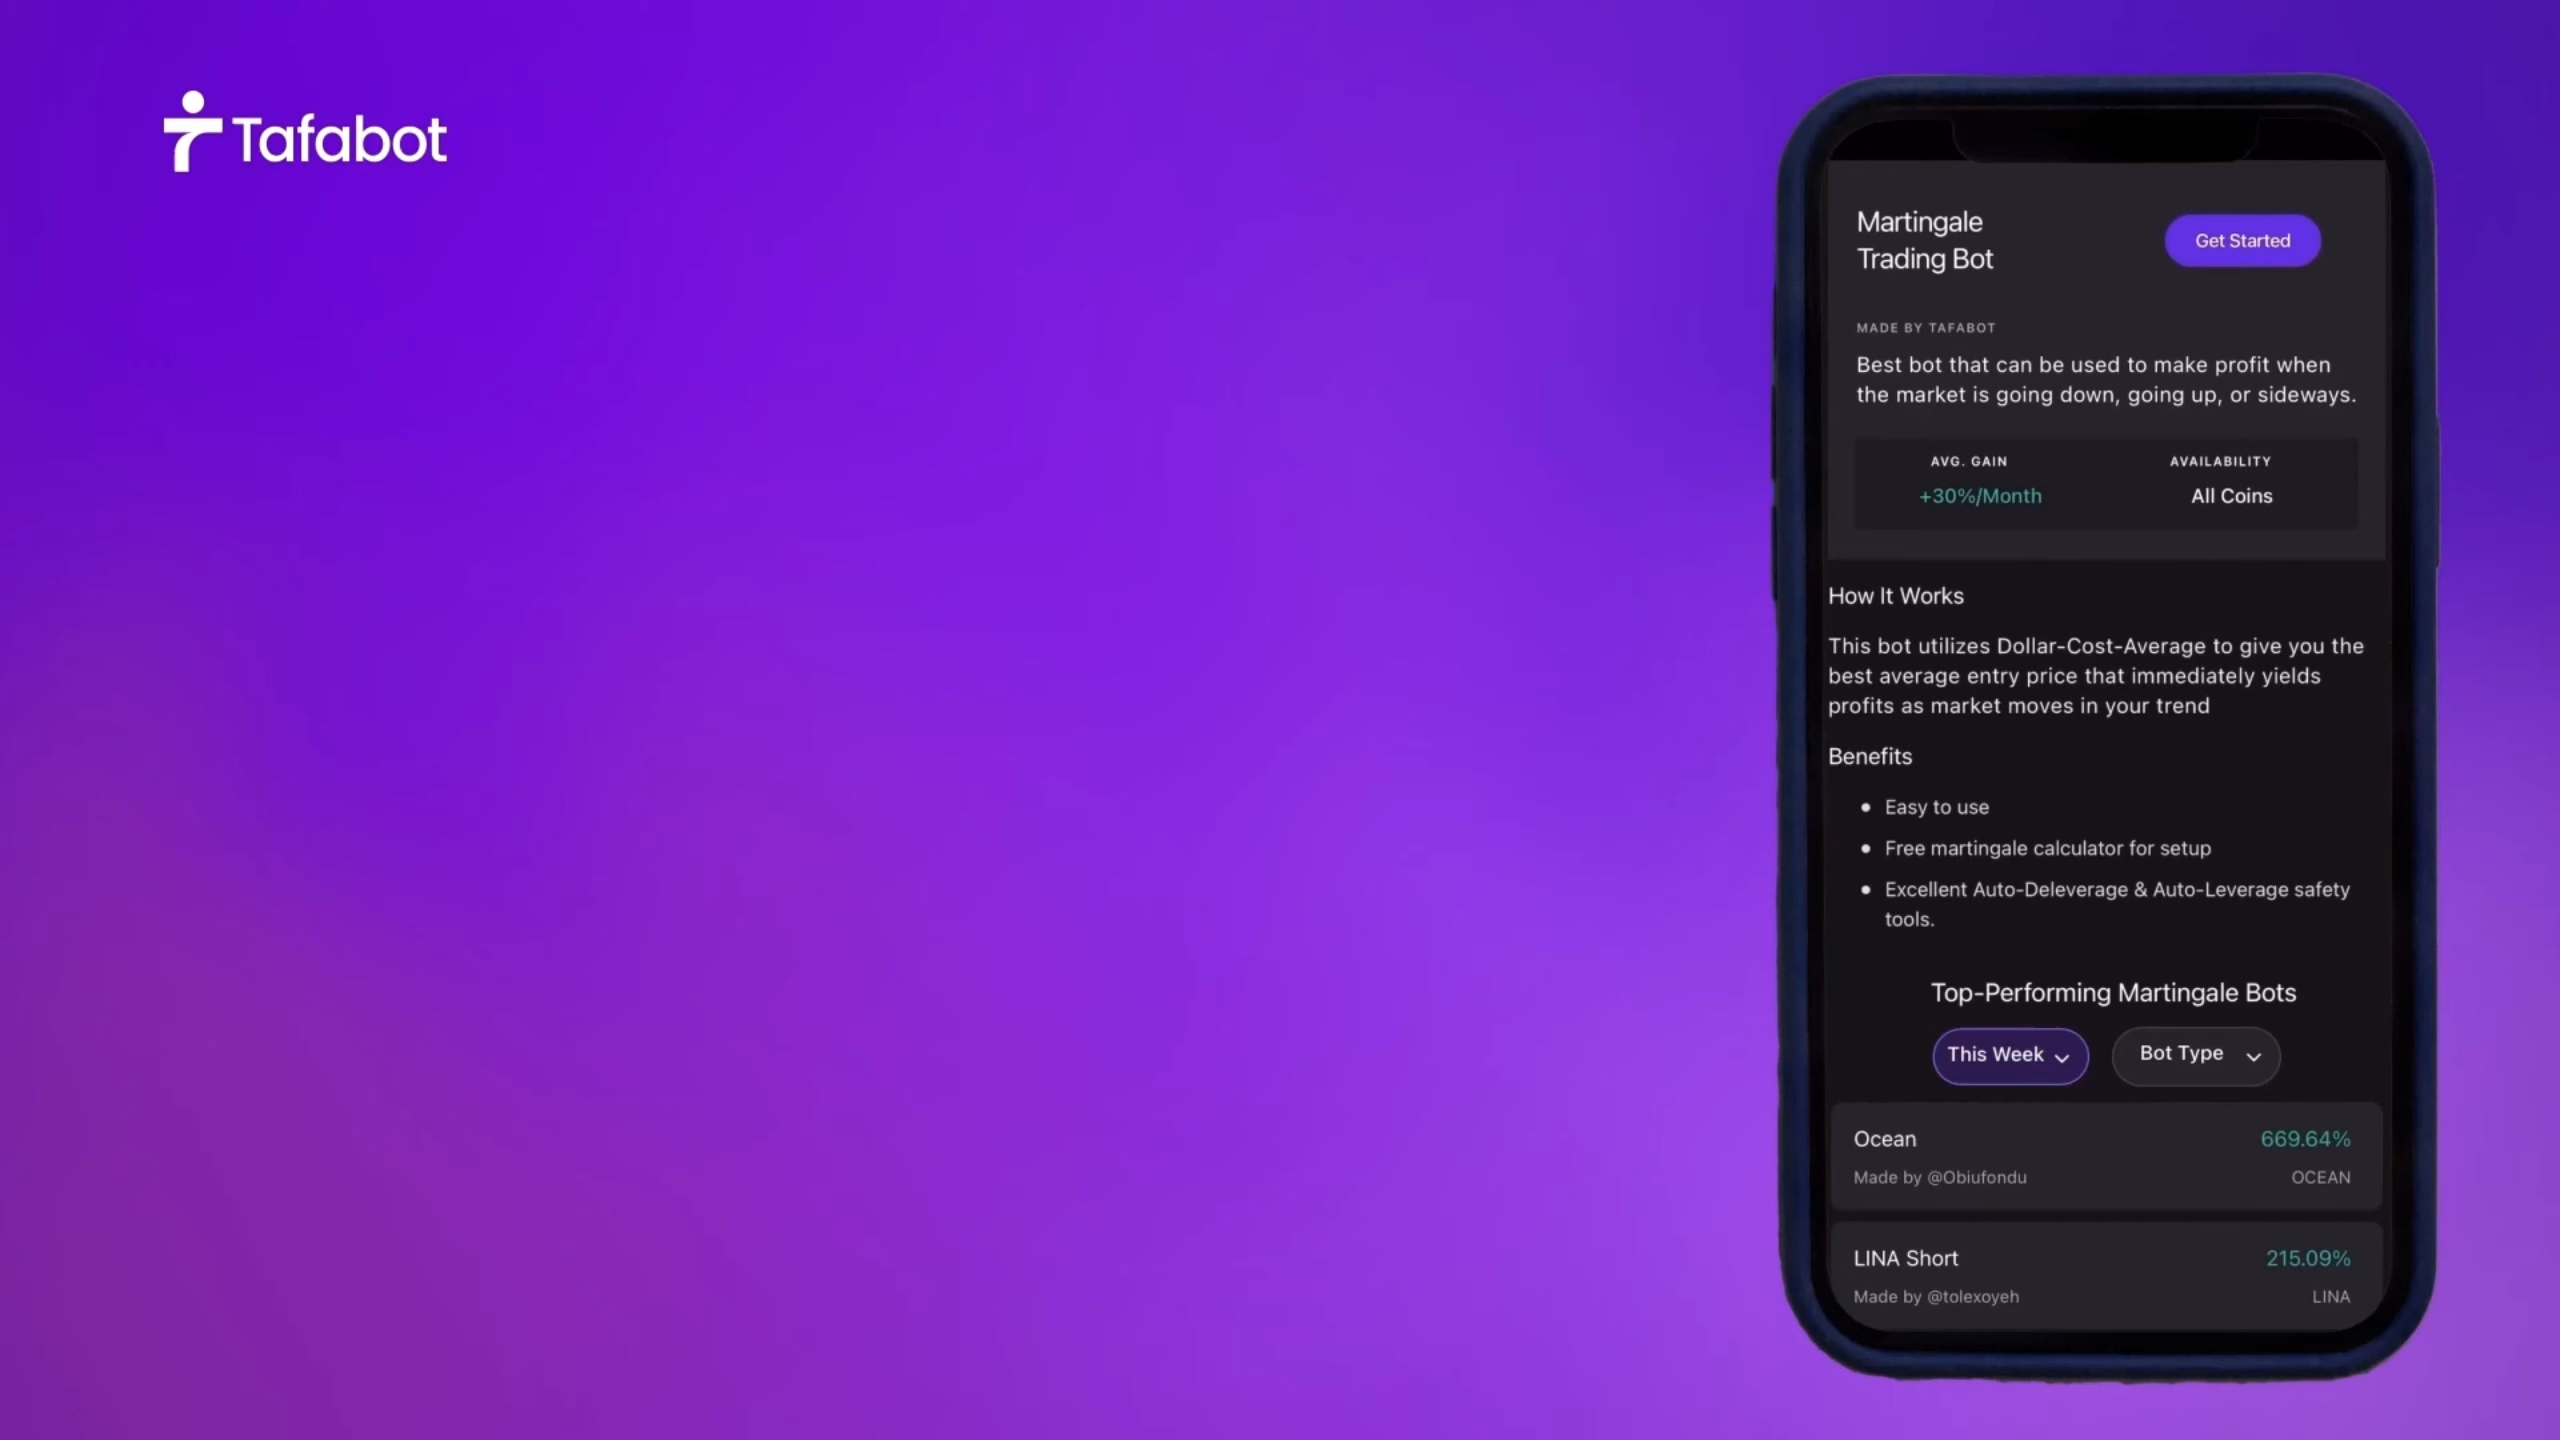 Tafabot
Martingale
Trading Bot
Get Started
MADE BY TAFABOT
Best bot that can be used to make profit when
the market is going down, going up, or sideways.
AVG. GAIN
AVAILABILITY
+30%/Month
All Coins
How It Works
This bot utilizes Dollar-Cost-Average to give you the
best average entry price that immediately yields
profits as market moves in your trend
Benefits
Easy to use
Free martingale calculator for setup
Excellent Auto-Deleverage & Auto-Leverage safety
tools.
Top-Performing Martingale Bots
This Week
Bot Type
Ocean
669.64%
Made by @Obiufondu
OCEAN
LINA Short
215.09%
Made by @tolexoyeh
LINA